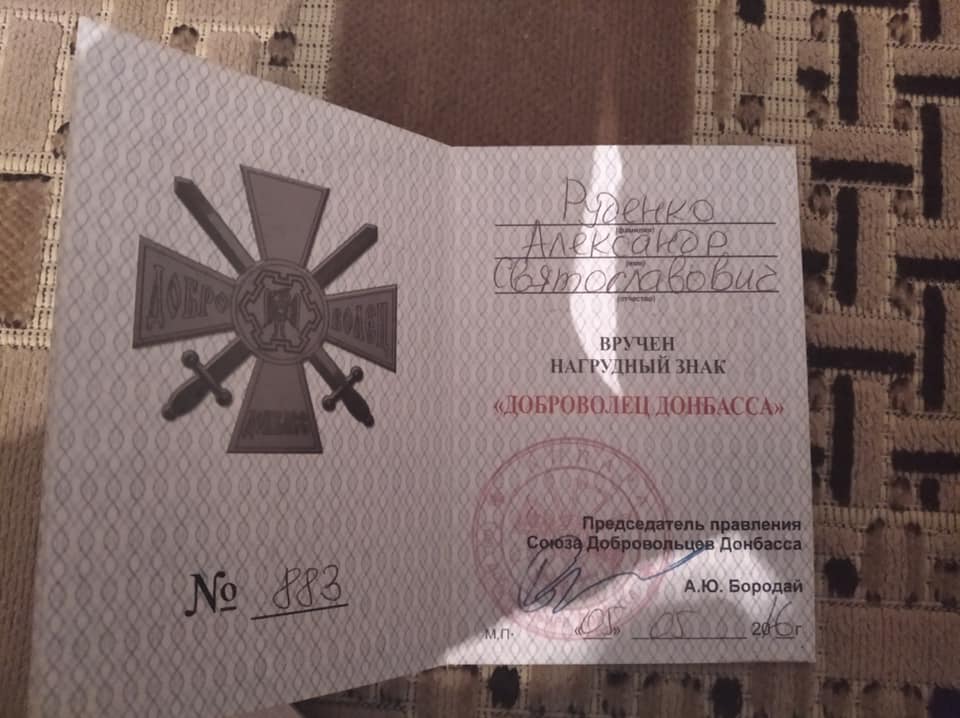 ДОБРО
ВОЛЕЦ
ДОНБАСС
№ 883
Руденко
(фамилия)
Александр
(имя)
Святославович
(отчество)
ВРУЧЕН
НАГРУДНЫЙ ЗНАК
«ДОБРОВОЛЕЦ ДОНБАССА»
Председатель правления
Союза Добровольцев Донбасса
А.Ю. Бородай
М.П. «05» 05 2016г